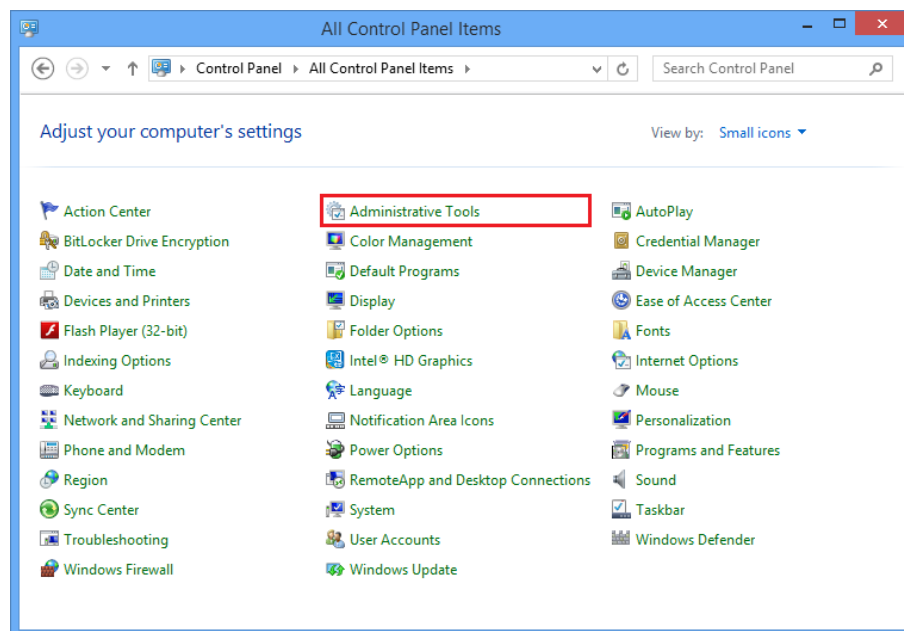 All Control Panel Items
Control Panel All Control Panel Items Search Control Panel
Adjust your computer's settings View by: Small icons
Action Center Administrative Tools AutoPlay
BitLocker Drive Encryption Color Management Credential Manager
Date and Time Default Programs Device Manager
Devices and Printers Display Ease of Access Center
Flash Player (32-bit) Folder Options Fonts
Indexing Options Intel® HD Graphics Internet Options
Keyboard Language Mouse
Network and Sharing Center Notification Area Icons Personalization
Phone and Modem Power Options Programs and Features
Region RemoteApp and Desktop Connections Sound
Sync Center System Taskbar
Troubleshooting User Accounts Windows Defender
Windows Firewall Windows Update